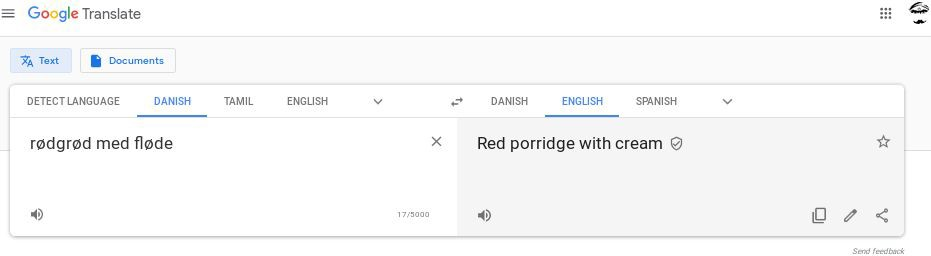 Google Translate
Text Documents
DETECT LANGUAGE DANISH TAMIL ENGLISH DANISH ENGLISH SPANISH
rødgrød med fløde
Red porridge with cream
17/5000
Send feedback